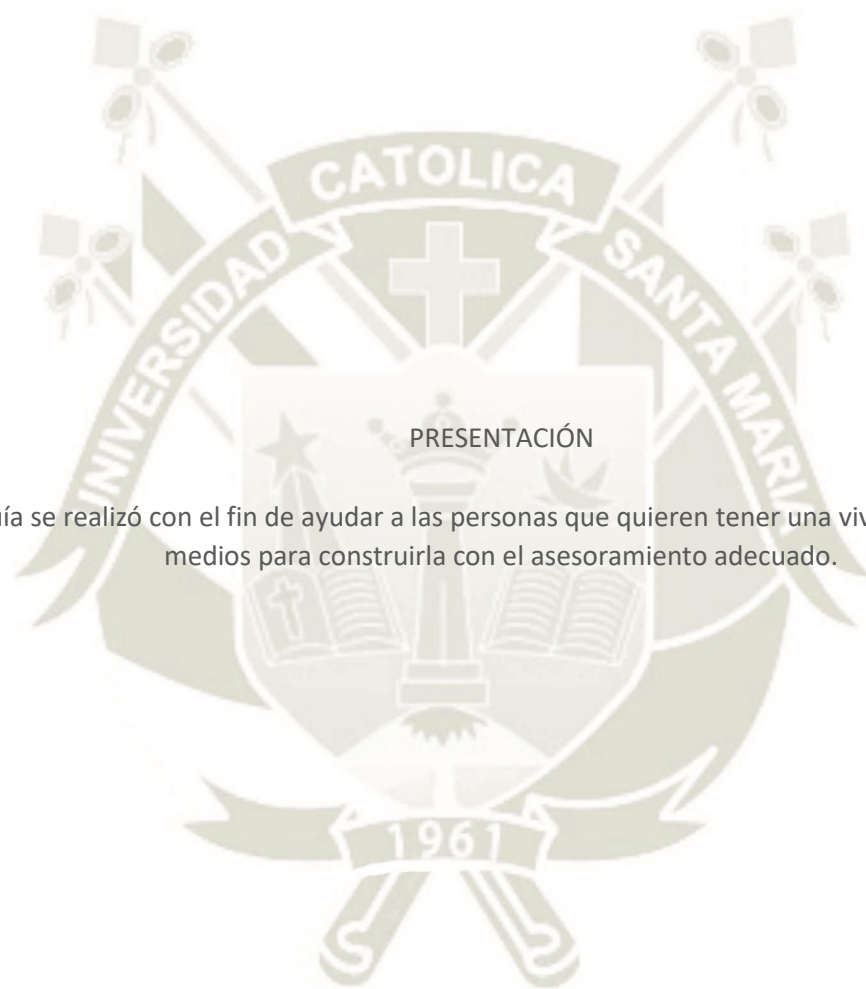 CATOLICA
UNIVERSIDAD
SANTA MARIA
PRESENTACIÓN
uía se realizó con el fin de ayudar a las personas que quieren tener una viv
medios para construirla con el asesoramiento adecuado.
1961